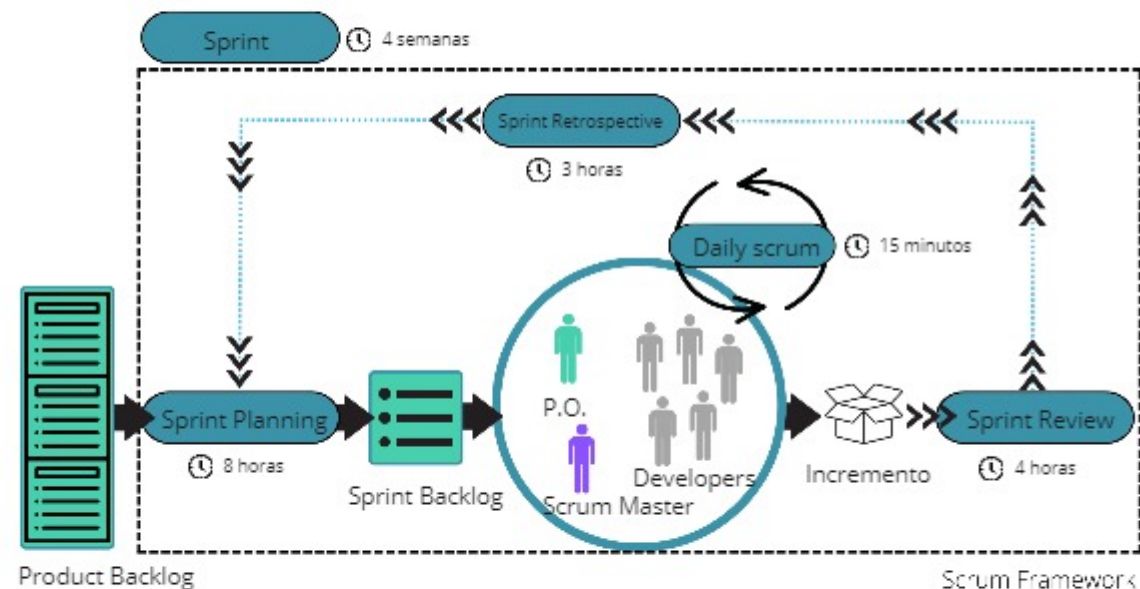 Sprint
4 semanas
Sprint Retrospective
3 horas
Daily scrum
15 minutos
Sprint Planning
8 horas
Sprint Backlog
P.O.
Scrum Master
Developers
Incremento
Sprint Review
4 horas
Product Backlog
Scrum Framework